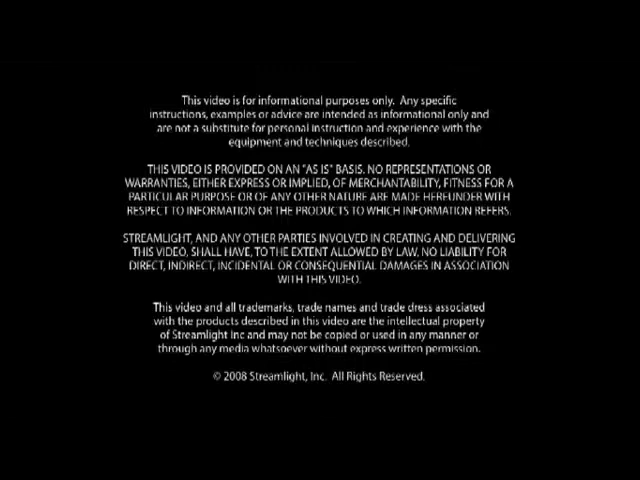 This video is for informational purposes only. Any specific
instructions, examples or advice are intended as informational only and
are not a substitute for personal instruction and experience with the
equipment and techniques described.
THIS VIDEO IS PROVIDED ON AN "AS IS" BASIS. NO REPRESENTATIONS OR
WARRANTIES, EITHER EXPRESS OR IMPLIED, OF MERCHANTABILITY, FITNESS FOR A
PARTICULAR PURPOSE OR OF ANY OTHER NATURE ARE MADE HEREUNDER WITH
RESPECT TO INFORMATION OR THE PRODUCTS TO WHICH INFORMATION REFERS.
STREAMLIGHT, AND ANY OTHER PARTIES INVOLVED IN CREATING AND DELIVERING
THIS VIDEO, SHALL HAVE, TO THE EXTENT ALLOWED BY LAW, NO LIABILITY FOR
DIRECT, INDIRECT, INCIDENTAL OR CONSEQUENTIAL DAMAGES IN ASSOCIATION
WITH THIS VIDEO.
This video and all trademarks, trade names and trade dress associated
with the products described in this video are the intellectual property
of Streamlight Inc and may not be copied or used in any manner or
through any media whatsoever without express written permission.
© 2008 Streamlight, Inc. All Rights Reserved.